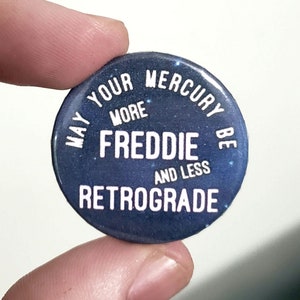 MAY YOUR MERCURY BE
MORE
FREDDIE
AND LESS
RETROGRADE